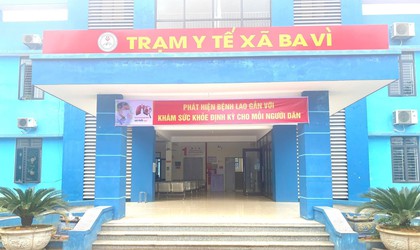 TRẠM Y TẾ XÃ BA VÌ
PHÁT HIỆN BỆNH LAO GẮN VỚI
KHÁM SỨC KHỎE ĐỊNH KỲ CHO MỖI NGƯỜI DÂN
1